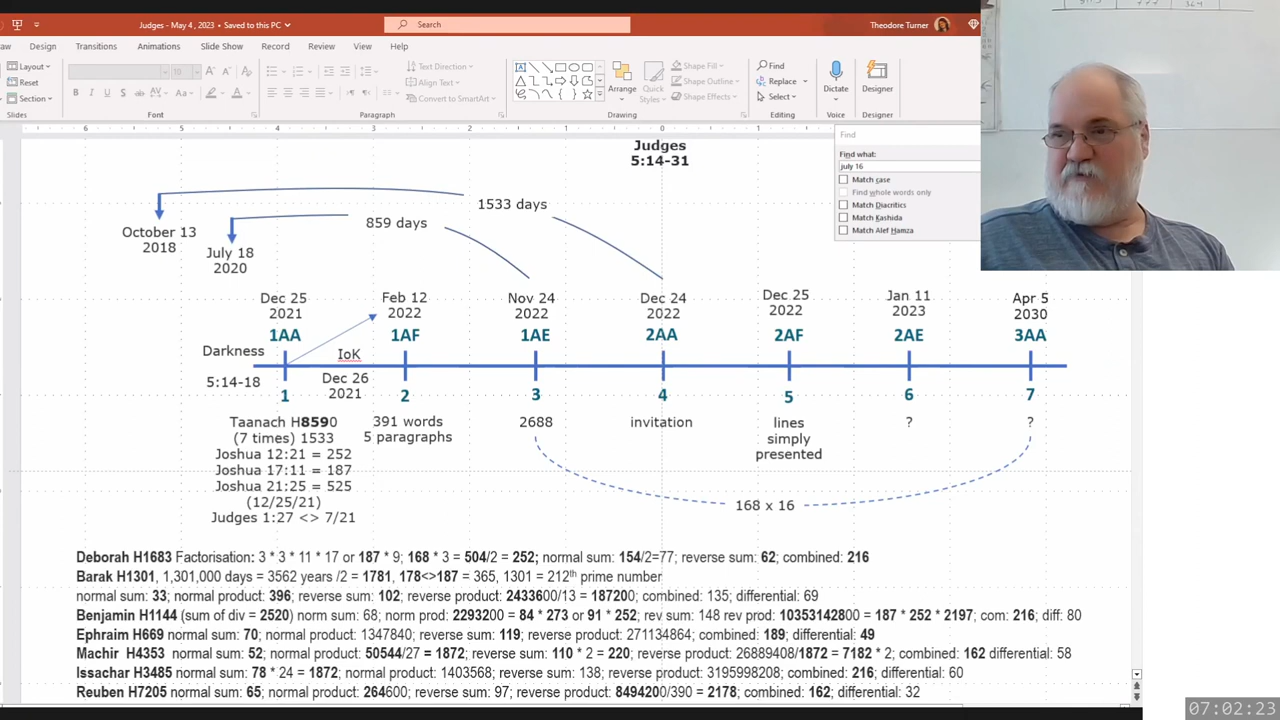 Judges - May 4, 2023 • Saved to this PC
Search
Theodore Turner
aw Design Transitions Animations Slide Show Record Review View Help
Layout
Reset
Section
Slides
10
B I U S
Aa
A
Font
Paragraph
Text Direction
Align Text
Convert to SmartArt
Arrange
Quick Styles
Shape Fill
Shape Outline
Shape Effects
Drawing
Find
Replace
Select
Editing
Dictate
Voice
Designer
Designer
6 5 4 3 2 1 0 1
Find
Find what:
july 16
Match case
Find whole words only
Match Diacritics
Match Kashida
Match Alef Hamza
Judges
5:14-31
1533 days
859 days
October 13
2018
July 18
2020
Dec 25
2021
Feb 12
2022
Nov 24
2022
Dec 24
2022
Dec 25
2022
Jan 11
2023
Apr 5
2030
1AA 1AF 1AE 2AA 2AF 2AE 3AA
Darkness
IoK
5:14-18
Dec 26
2021
1 2 3 4 5 6 7
Taanach H8590
(7 times) 1533
Joshua 12:21 = 252
Joshua 17:11 = 187
Joshua 21:25 = 525
(12/25/21)
Judges 1:27 <> 7/21
391 words
5 paragraphs
2688
invitation
lines
simply
presented
?
?
168 x 16
Deborah H1683 Factorisation: 3 * 3 * 11 * 17 or 187 * 9; 168 * 3 = 504/2 = 252; normal sum: 154/2=77; reverse sum: 62; combined: 216
Barak H1301, 1,301,000 days = 3562 years /2 = 1781, 178<>187 = 365, 1301 = 212th prime number
normal sum: 33; normal product: 396; reverse sum: 102; reverse product: 2433600/13 = 187200; combined: 135; differential: 69
Benjamin H1144 (sum of div = 2520) norm sum: 68; norm prod: 2293200 = 84 * 273 or 91 * 252; rev sum: 148 rev prod: 10353142800 = 187 * 252 * 2197; com: 216; diff: 80
Ephraim H669 normal sum: 70; normal product: 1347840; reverse sum: 119; reverse product: 271134864; combined: 189; differential: 49
Machir H4353 normal sum: 52; normal product: 50544/27 = 1872; reverse sum: 110 * 2 = 220; reverse product: 26889408/1872 = 7182 * 2; combined: 162 differential: 58
Issachar H3485 normal sum: 78 * 24 = 1872; normal product: 1403568; reverse sum: 138; reverse product: 3195998208; combined: 216; differential: 60
Reuben H7205 normal sum: 65; normal product: 264600; reverse sum: 97; reverse product: 849420/390 = 2178; combined: 162; differential: 32
07:02:23